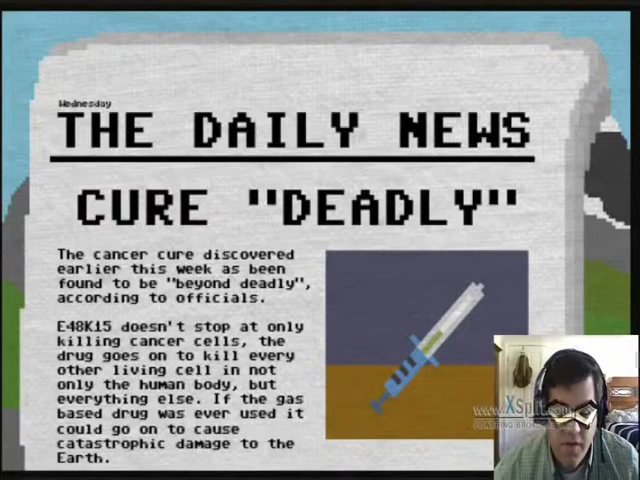 Wednesday
THE DAILY NEWS
CURE "DEADLY"
The cancer cure discovered
earlier this week as been
found to be "beyond deadly",
according to officials.
E48K15 doesn't stop at only
killing cancer cells, the
drug goes on to kill every
other living cell in not
only the human body, but
everything else. If the gas
based drug was ever used it
could go on to cause
catastrophic damage to the
Earth.
www.XSplit.com